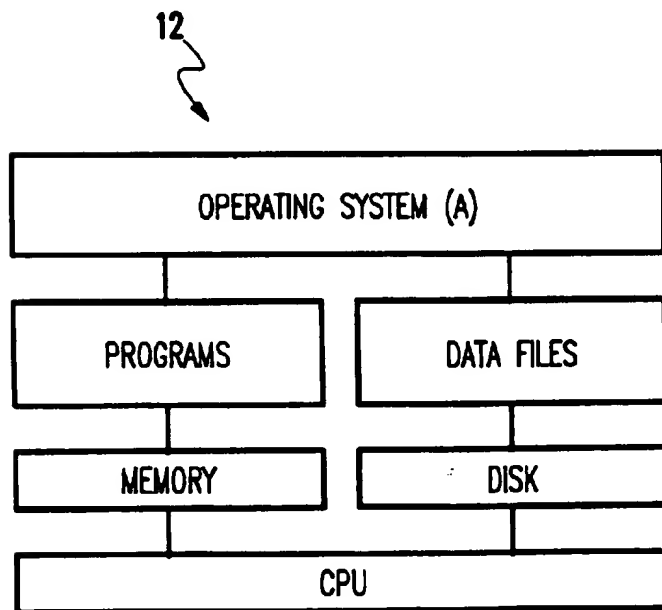 12
OPERATING SYSTEM (A)
PROGRAMS
DATA FILES
MEMORY
DISK
CPU